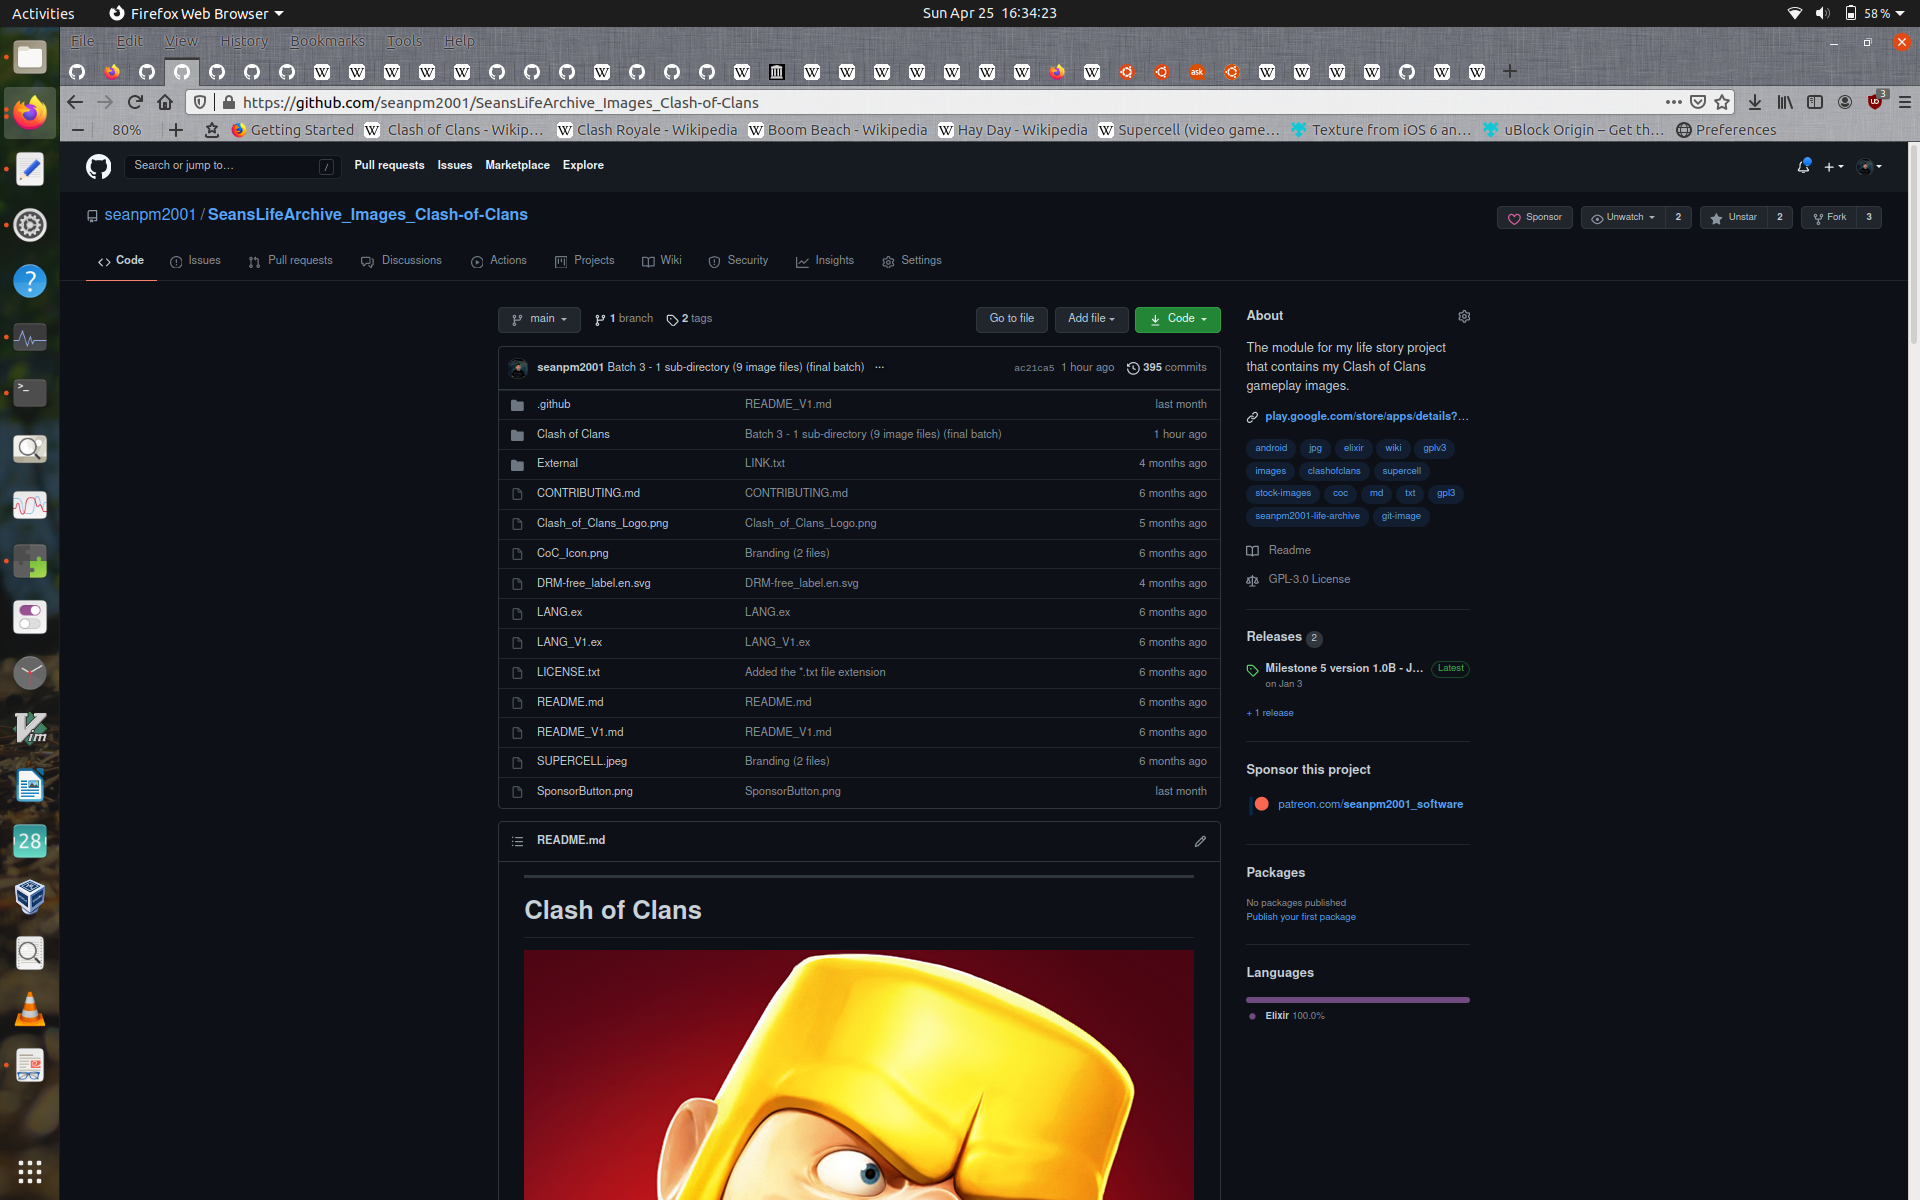 Activities Firefox Web Browser Sun Apr 25 16:34:23 58 %
File Edit View History Bookmarks Tools Help
https://github.com/seanpm2001/SeansLifeArchive_Images_Clash-of-Clans
80% Getting Started Clash of Clans - Wikip… Clash Royale - Wikipedia Boom Beach - Wikipedia Hay Day - Wikipedia Supercell (video game… Texture from iOS 6 an… uBlock Origin – Get th… Preferences
Search or jump to… / Pull requests Issues Marketplace Explore
seanpm2001 / SeansLifeArchive_Images_Clash-of-Clans
Sponsor Unwatch 2 Unstar 2 Fork 3
Code Issues Pull requests Discussions Actions Projects Wiki Security Insights Settings
main 1 branch 2 tags Go to file Add file Code
seanpm2001 Batch 3 - 1 sub-directory (9 image files) (final batch) … ac21ca5 1 hour ago 395 commits
.github README_V1.md last month
Clash of Clans Batch 3 - 1 sub-directory (9 image files) (final batch) 1 hour ago
External LINK.txt 4 months ago
CONTRIBUTING.md CONTRIBUTING.md 6 months ago
Clash_of_Clans_Logo.png Clash_of_Clans_Logo.png 5 months ago
CoC_Icon.png Branding (2 files) 6 months ago
DRM-free_label.en.svg DRM-free_label.en.svg 4 months ago
LANG.ex LANG.ex 6 months ago
LANG_V1.ex LANG_V1.ex 6 months ago
LICENSE.txt Added the *.txt file extension 6 months ago
README.md README.md 6 months ago
README_V1.md README_V1.md 6 months ago
SUPERCELL.jpeg Branding (2 files) 6 months ago
SponsorButton.png SponsorButton.png last month
README.md
Clash of Clans
About
The module for my life story project
that contains my Clash of Clans
gameplay images.
play.google.com/store/apps/details?…
android jpg elixir wiki gplv3
images clashofclans supercell
stock-images coc md txt gpl3
seanpm2001-life-archive git-image
Readme
GPL-3.0 License
Releases 2
Milestone 5 version 1.0B - J… Latest
on Jan 3
+ 1 release
Sponsor this project
patreon.com/seanpm2001_software
Packages
No packages published
Publish your first package
Languages
Elixir 100.0%
28